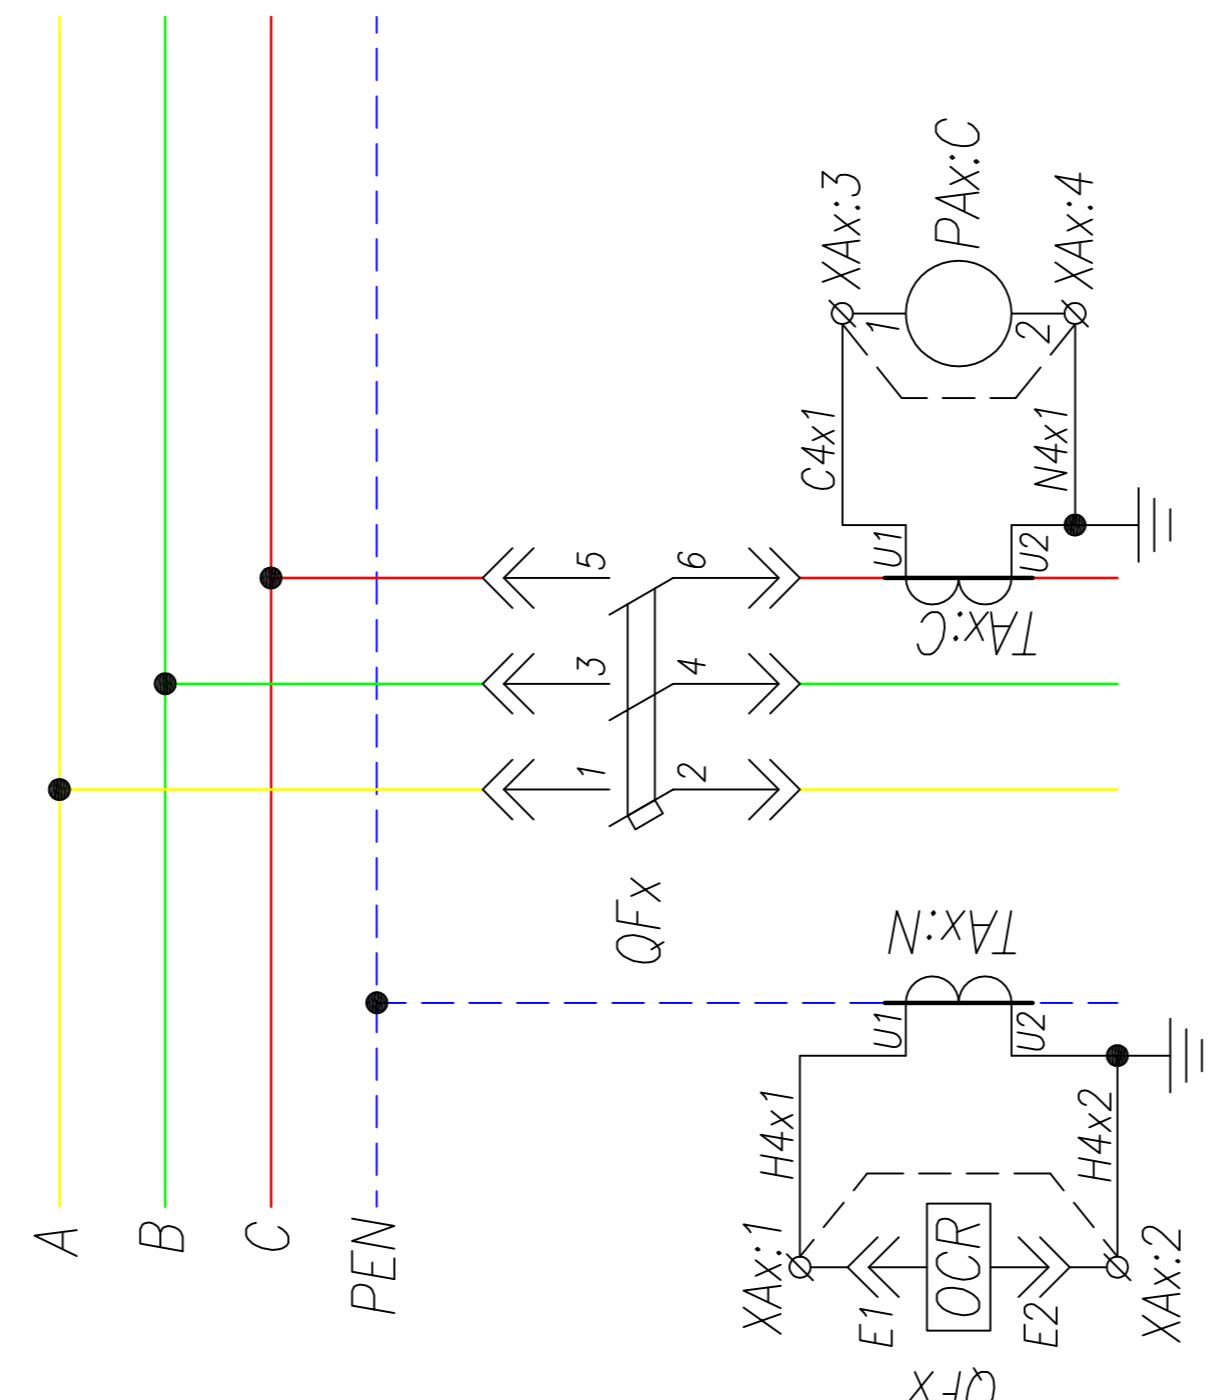 A
B
C
PEN
QFx
1
3
5
2
4
6
TAx:C
U1
U2
C4x1
N4x1
XAx:3
1
PAx:C
2
XAx:4
TAx:N
U1
U2
H4x1
H4x2
XAx:1
E1
OCR
E2
XAx:2
QFx